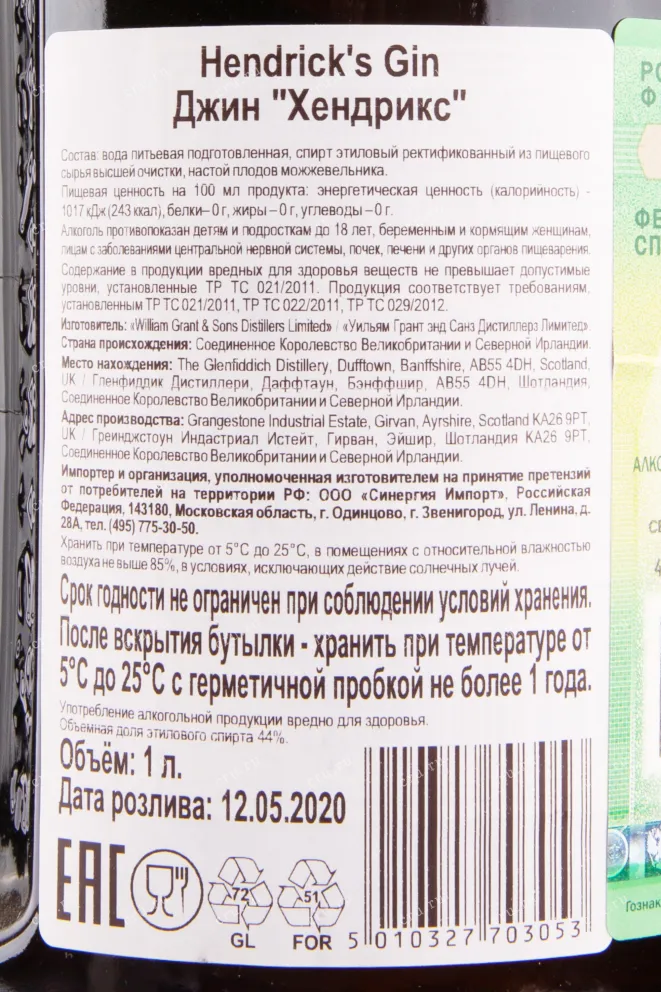 Hendrick's Gin
Джин "Хендрикс"
Состав: вода питьевая подготовленная, спирт этиловый ректификованный из пищевого
сырья высшей очистки, настой плодов можжевельника.
Пищевая ценность на 100 мл продукта: энергетическая ценность (калорийность) -
1017 кДж (243 ккал), белки– 0 г, жиры – 0 г, углеводы – 0 г.
Алкоголь противопоказан детям и подросткам до 18 лет, беременным и кормящим женщинам,
лицам с заболеваниями центральной нервной системы, почек, печени и других органов пищеварения.
Содержание в продукции вредных для здоровья веществ не превышает допустимые
уровни, установленные ТР ТС 021/2011. Продукция соответствует требованиям,
установленным ТР ТС 021/2011, ТР ТС 022/2011, ТР ТС 029/2012.
Изготовитель: «William Grant & Sons Distillers Limited» / «Уильям Грант энд Санз Дистиллерз Лимитед».
Страна происхождения: Соединенное Королевство Великобритании и Северной Ирландии.
Место нахождения: The Glenfiddich Distillery, Dufftown, Banffshire, AB55 4DH, Scotland,
UK / Гленфиддик Дистиллери, Даффтаун, Бэнффшир, AB55 4DH, Шотландия,
Соединенное Королевство Великобритании и Северной Ирландии.
Адрес производства: Grangestone Industrial Estate, Girvan, Ayrshire, Scotland KA26 9PT,
UK / Греинджстоун Индастриал Истейт, Гирван, Эйшир, Шотландия KA26 9PT,
Соединенное Королевство Великобритании и Северной Ирландии.
Импортер и организация, уполномоченная изготовителем на принятие претензий
от потребителей на территории РФ: ООО «Синергия Импорт», Российская
Федерация, 143180, Московская область, г. Одинцово, г. Звенигород, ул. Ленина, д.
28А, тел. (495) 775-30-50.
Хранить при температуре от 5°С до 25°С, в помещениях с относительной влажностью
воздуха не выше 85%, в условиях, исключающих действие солнечных лучей.
Срок годности не ограничен при соблюдении условий хранения.
После вскрытия бутылки - хранить при температуре от
5°С до 25°С с герметичной пробкой не более 1 года.
Употребление алкогольной продукции вредно для здоровья.
Объемная доля этилового спирта 44%.
Объём: 1 л.
Дата розлива: 12.05.2020
EAC
72
GL
51
FOR
5 010327 703053
РО
Ф
ФЕ
СП
АЛКО
СЕ
4
Гознак